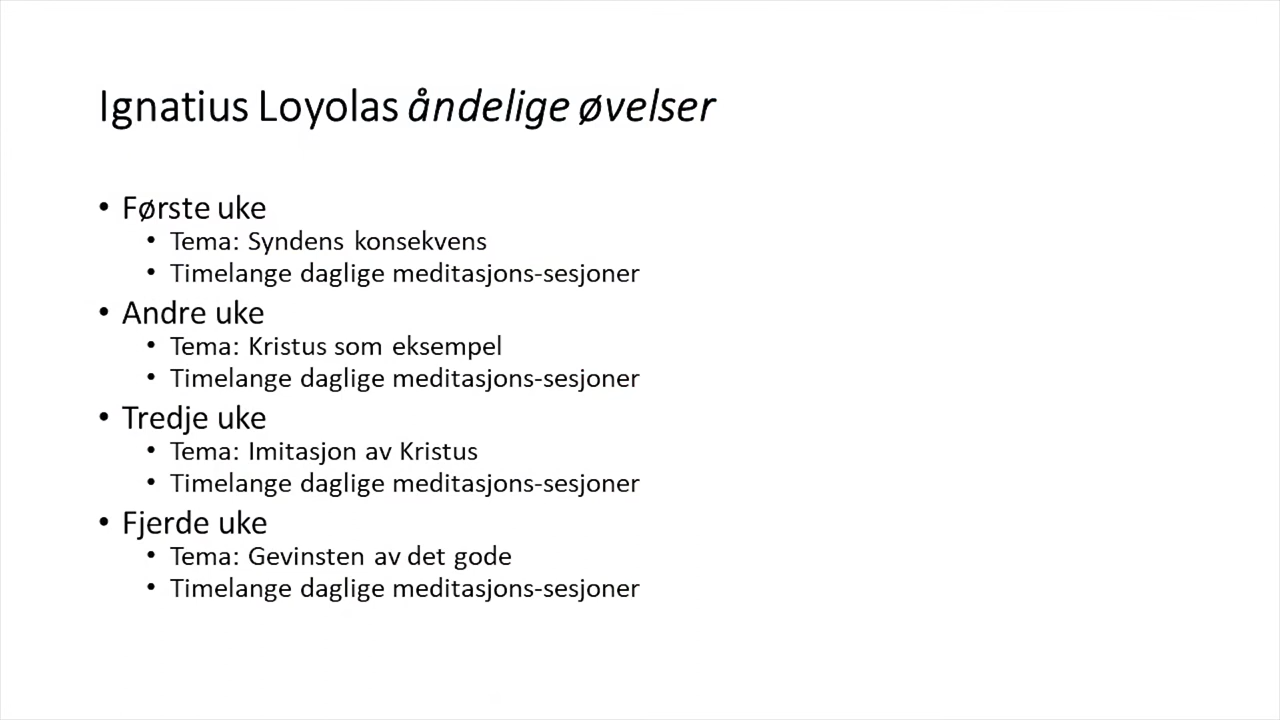 Ignatius Loyolas åndelige øvelser
• Første uke
• Tema: Syndens konsekvens
• Timelange daglige meditasjons-sesjoner
• Andre uke
• Tema: Kristus som eksempel
• Timelange daglige meditasjons-sesjoner
• Tredje uke
• Tema: Imitasjon av Kristus
• Timelange daglige meditasjons-sesjoner
• Fjerde uke
• Tema: Gevinsten av det gode
• Timelange daglige meditasjons-sesjoner